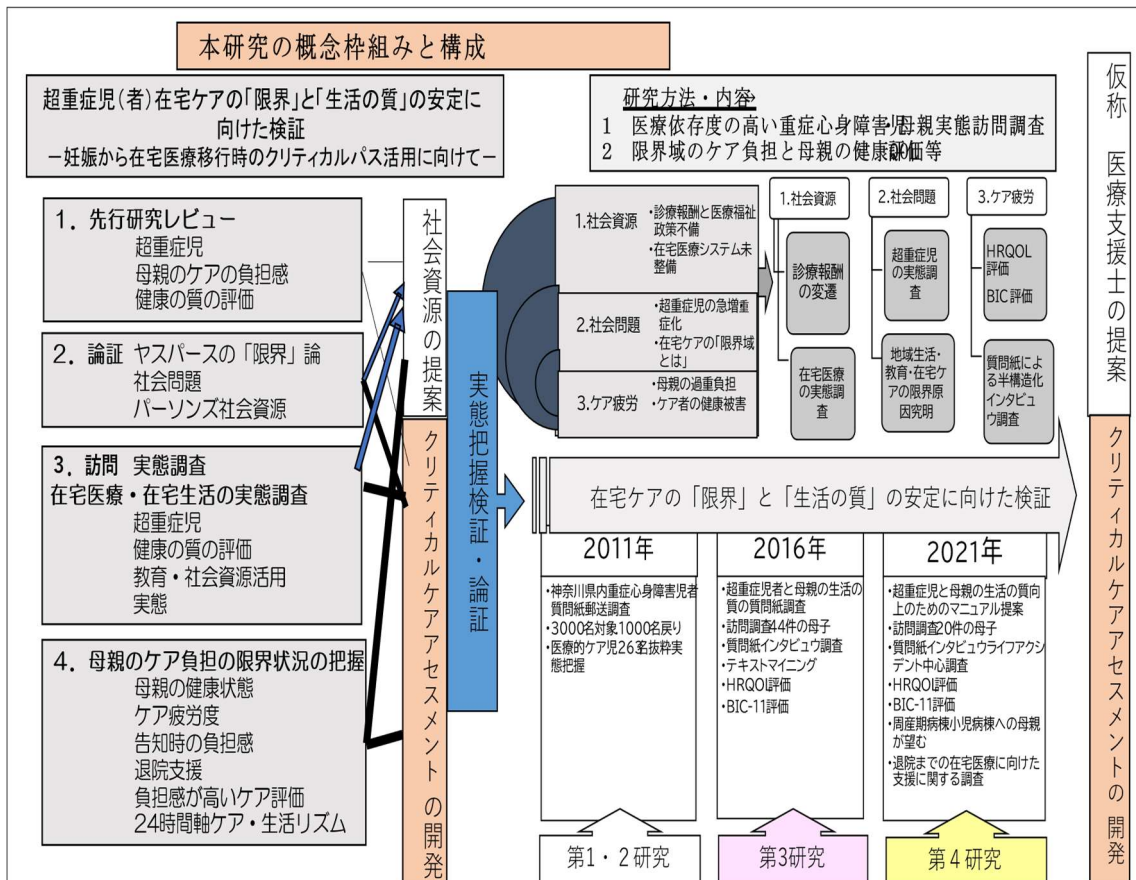 本研究の概念枠組みと構成
超重症児(者)在宅ケアの「限界」と「生活の質」の安定に
向けた検証
－妊娠から在宅医療移行時のクリティカルパス活用に向けて－
研究方法・内容
1 医療依存度の高い重症心身障害児・母親実態訪問調査
2 限界域のケア負担と母親の健康
評価等
1. 先行研究レビュー
超重症児
母親のケアの負担感
健康の質の評価
2. 論証 ヤスパースの「限界」論
社会問題
パーソンズ社会資源
3. 訪問 実態調査
在宅医療・在宅生活の実態調査
超重症児
健康の質の評価
教育・社会資源活用
実態
4. 母親のケア負担の限界状況の把握
母親の健康状態
ケア疲労度
告知時の負担感
退院支援
負担感が高いケア評価
24時間軸ケア・生活リズム
社会資源の提案
クリティカルケアアセスメントの開発
実態把握検証・論証
1.社会資源
・診療報酬と医療福祉
政策不備
・在宅医療システム未
整備
2.社会問題
・超重症児の急増重
症化
・在宅ケアの「限界域
とは」
3.ケア疲労
・母親の過重負担
・ケア者の健康被害
1.社会資源
診療報酬
の変遷
在宅医療
の実態調
査
2.社会問題
超重症児
の実態調
査
地域生活・
教育・在宅ケ
アの限界原
因究明
3.ケア疲労
HRQOL
評価
BIC 評価
質問紙によ
る半構造化
インタビュ
ウ調査
在宅ケアの「限界」と「生活の質」の安定に向けた検証
2011年
・神奈川県内重症心身障害児者
質問紙郵送調査
・3000名対象1000名戻り
・医療的ケア児263名抜粋実
態把握
第1・2研究
2016年
・超重症児者と母親の生活の
質の質問紙調査
・訪問調査44件の母子
・質問紙インタビュウ調査
・テキストマイニング
・HRQOL評価
・BIC-11評価
第3研究
2021年
・超重症児と母親の生活の質向
上のためのマニュアル提案
・訪問調査20件の母子
・質問紙インタビュウライフアクシ
デント中心調査
・HRQOL評価
・BIC-11評価
・周産期病棟小児病棟への母親
が望む
・退院までの在宅医療に向けた
支援に関する調査
第4研究
仮称 医療支援士の提案
クリティカルケアアセスメントの開発